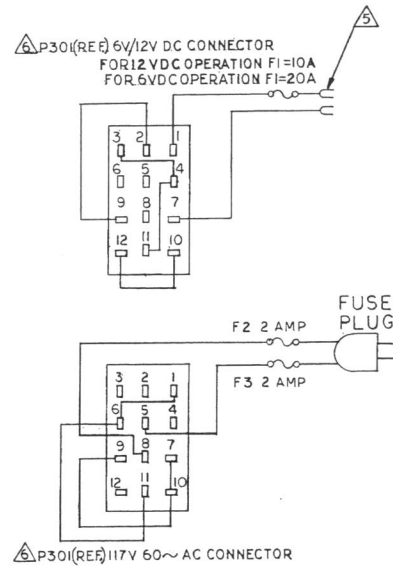 5
6 P301(REF) 6V/12V DC CONNECTOR
FOR 12 VDC OPERATION F1=10A
FOR 6VDC OPERATION F1=20A
3 2 1
6 5 4
9 8 7
12 11 10
FUSE
PLUG
F2 2 AMP
F3 2 AMP
3 2 1
6 5 4
9 8 7
12 11 10
6 P301(REF.) 117V 60~ AC CONNECTOR